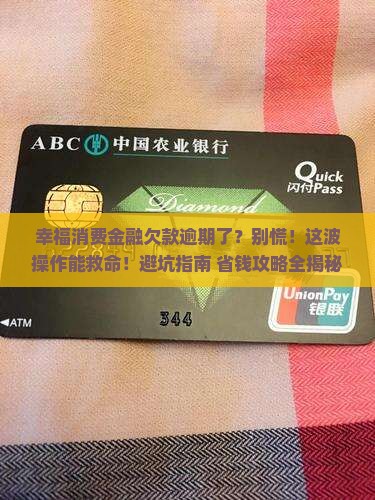 ABC 中国农业银行
Diamond
Quick
闪付Pass
幸福消费金融欠款逾期了？别慌！这波
操作能救命！避坑指南 省钱攻略全揭秘
UnionPay
银联
◀ATM
344